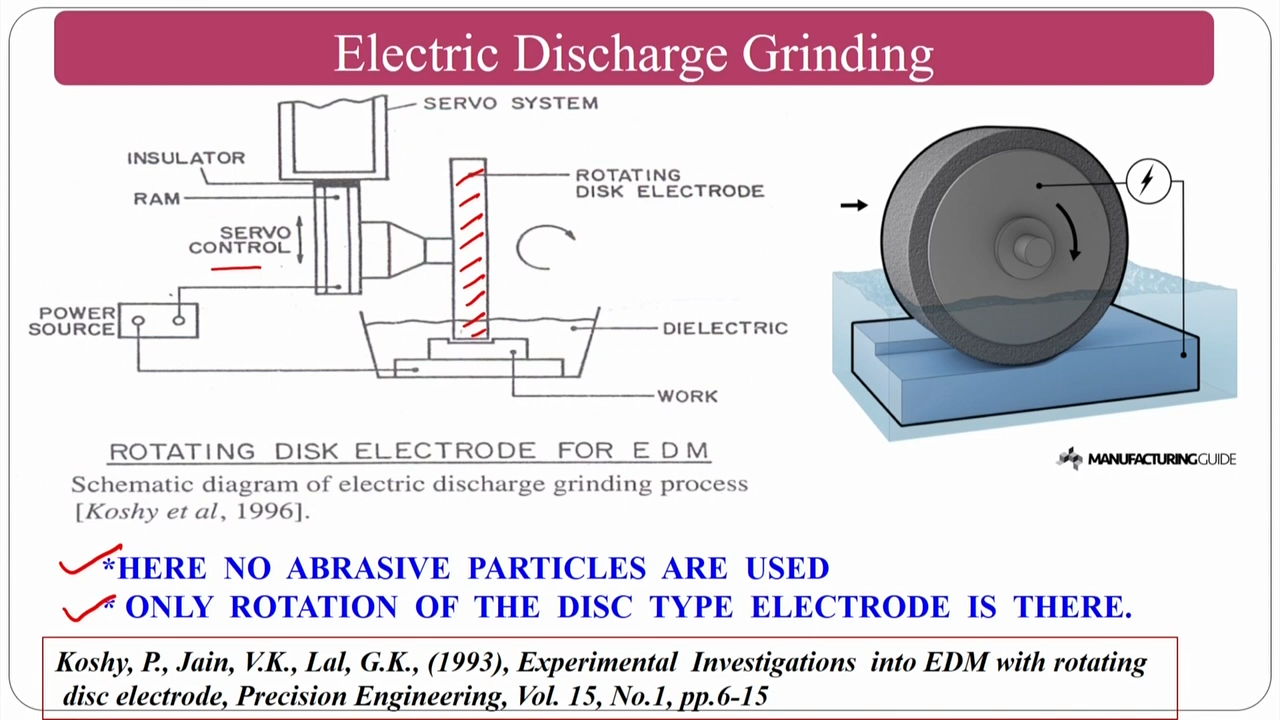 Electric Discharge Grinding
SERVO SYSTEM
INSULATOR
RAM
SERVO
CONTROL
POWER
SOURCE
ROTATING
DISK ELECTRODE
DIELECTRIC
WORK
ROTATING DISK ELECTRODE FOR E D M
Schematic diagram of electric discharge grinding process
[Koshy et al, 1996].
MANUFACTURINGGUIDE
*HERE NO ABRASIVE PARTICLES ARE USED
* ONLY ROTATION OF THE DISC TYPE ELECTRODE IS THERE.
Koshy, P., Jain, V.K., Lal, G.K., (1993), Experimental Investigations into EDM with rotating
disc electrode, Precision Engineering, Vol. 15, No.1, pp.6-15